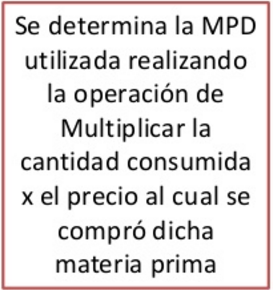 Se determina la MPD
utilizada realizando
la operación de
Multiplicar la
cantidad consumida
x el precio al cual se
compró dicha
materia prima